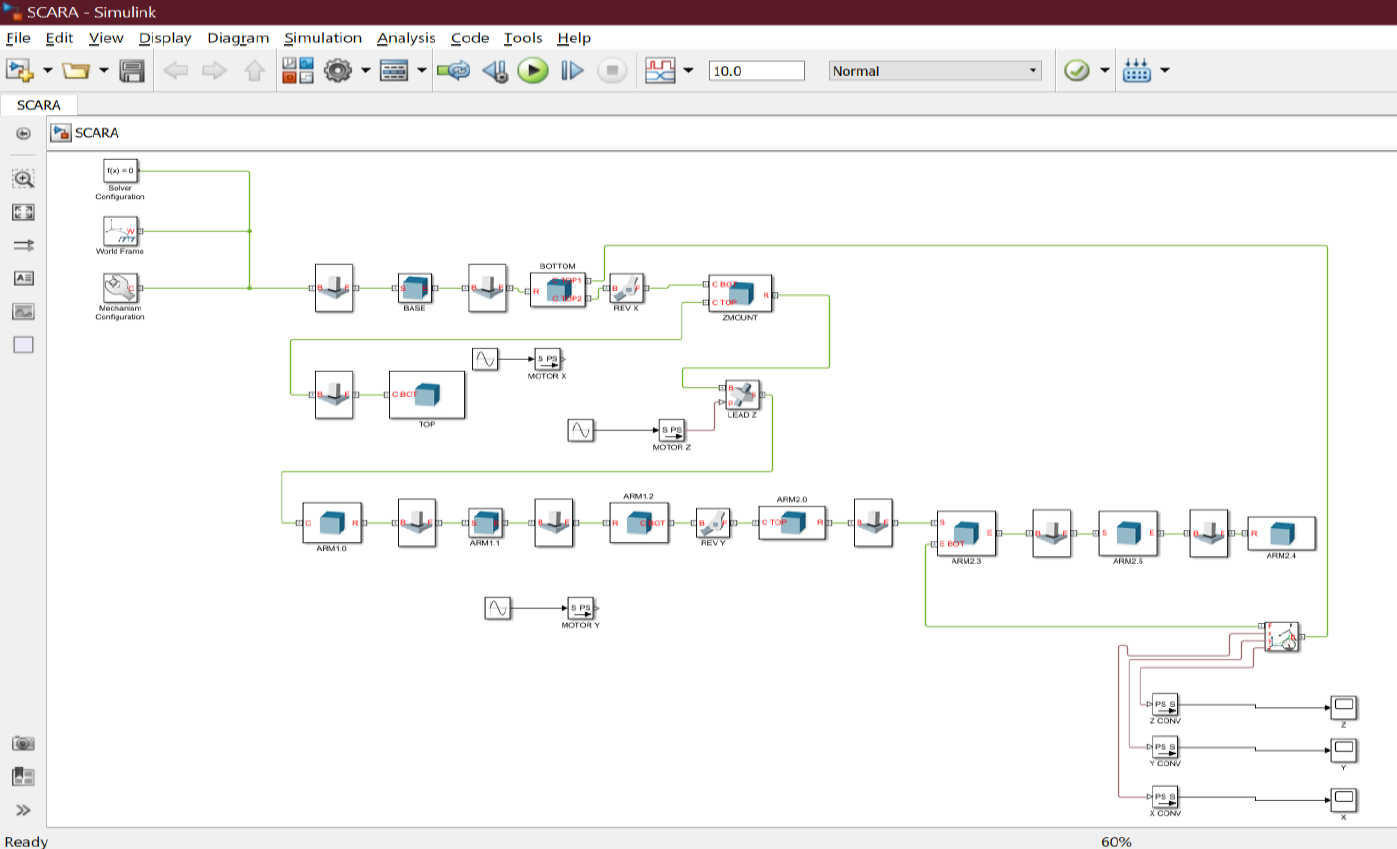 SCARA - Simulink
File Edit View Display Diagram Simulation Analysis Code Tools Help
10.0
Normal
SCARA
SCARA
f(x) = 0
Solver
Configuration
W
World Frame
C
Mechanism
Configuration
B F
S
BASE
B F
BOTTOM
R
C TOP1
C TOP2
B F
REV X
C BOT
C TOP
R
ZMOUNT
S PS
MOTOR X
B F
C BOT
TOP
B
P
F
LEAD Z
S PS
MOTOR Z
C R
ARM1.0
B F
S
ARM1.1
B F
ARM1.2
R C BOT
B F
REV Y
ARM2.0
C TOP R
B F
S
E BOT
E
ARM2.3
B F
S E
ARM2.5
B F
R
ARM2.4
S PS
MOTOR Y
F
PS S
Z CONV
Z
PS S
Y CONV
Y
PS S
X CONV
X
Ready
60%